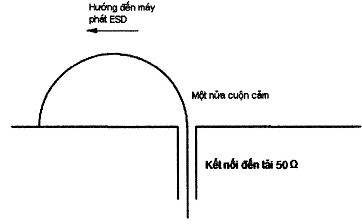 Hướng đến máy
phát ESD
Một nửa cuộn cảm
Kết nối đến tải 50 Ω